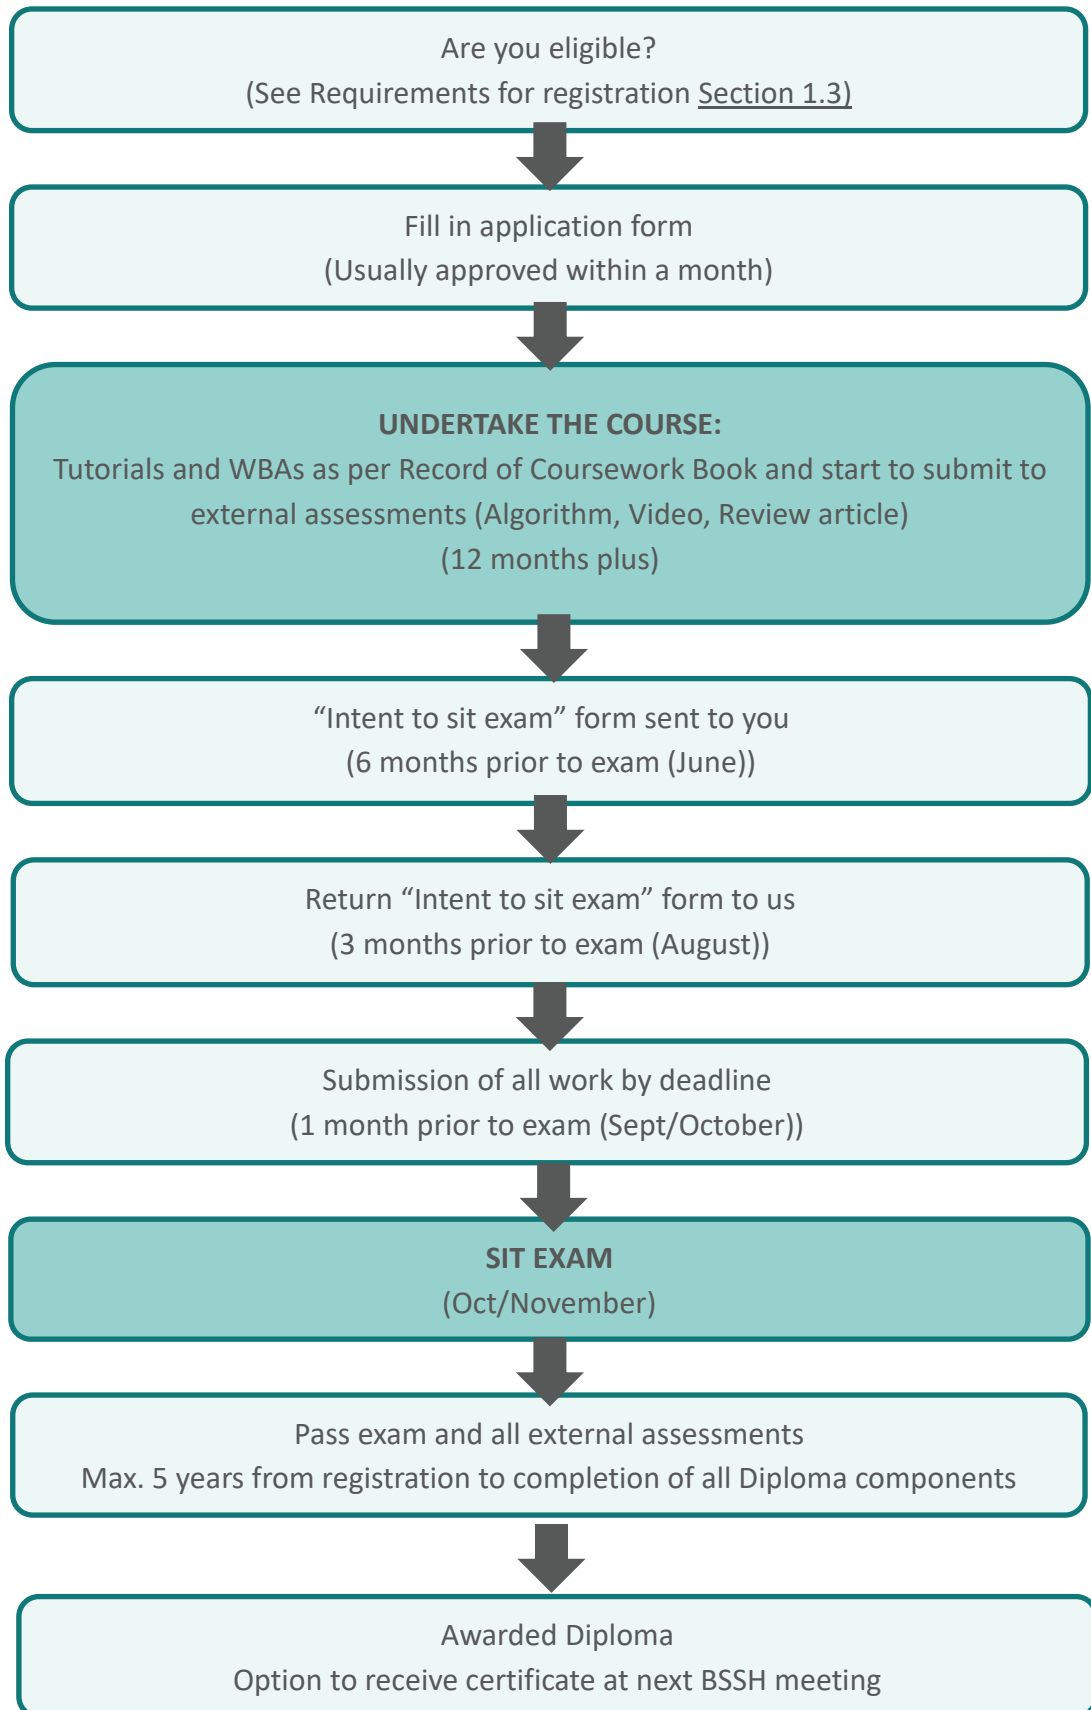 Are you eligible?
(See Requirements for registration Section 1.3)
Fill in application form
(Usually approved within a month)
UNDERTAKE THE COURSE:
Tutorials and WBAs as per Record of Coursework Book and start to submit to
external assessments (Algorithm, Video, Review article)
(12 months plus)
“Intent to sit exam” form sent to you
(6 months prior to exam (June))
Return “Intent to sit exam” form to us
(3 months prior to exam (August))
Submission of all work by deadline
(1 month prior to exam (Sept/October))
SIT EXAM
(Oct/November)
Pass exam and all external assessments
Max. 5 years from registration to completion of all Diploma components
Awarded Diploma
Option to receive certificate at next BSSH meeting